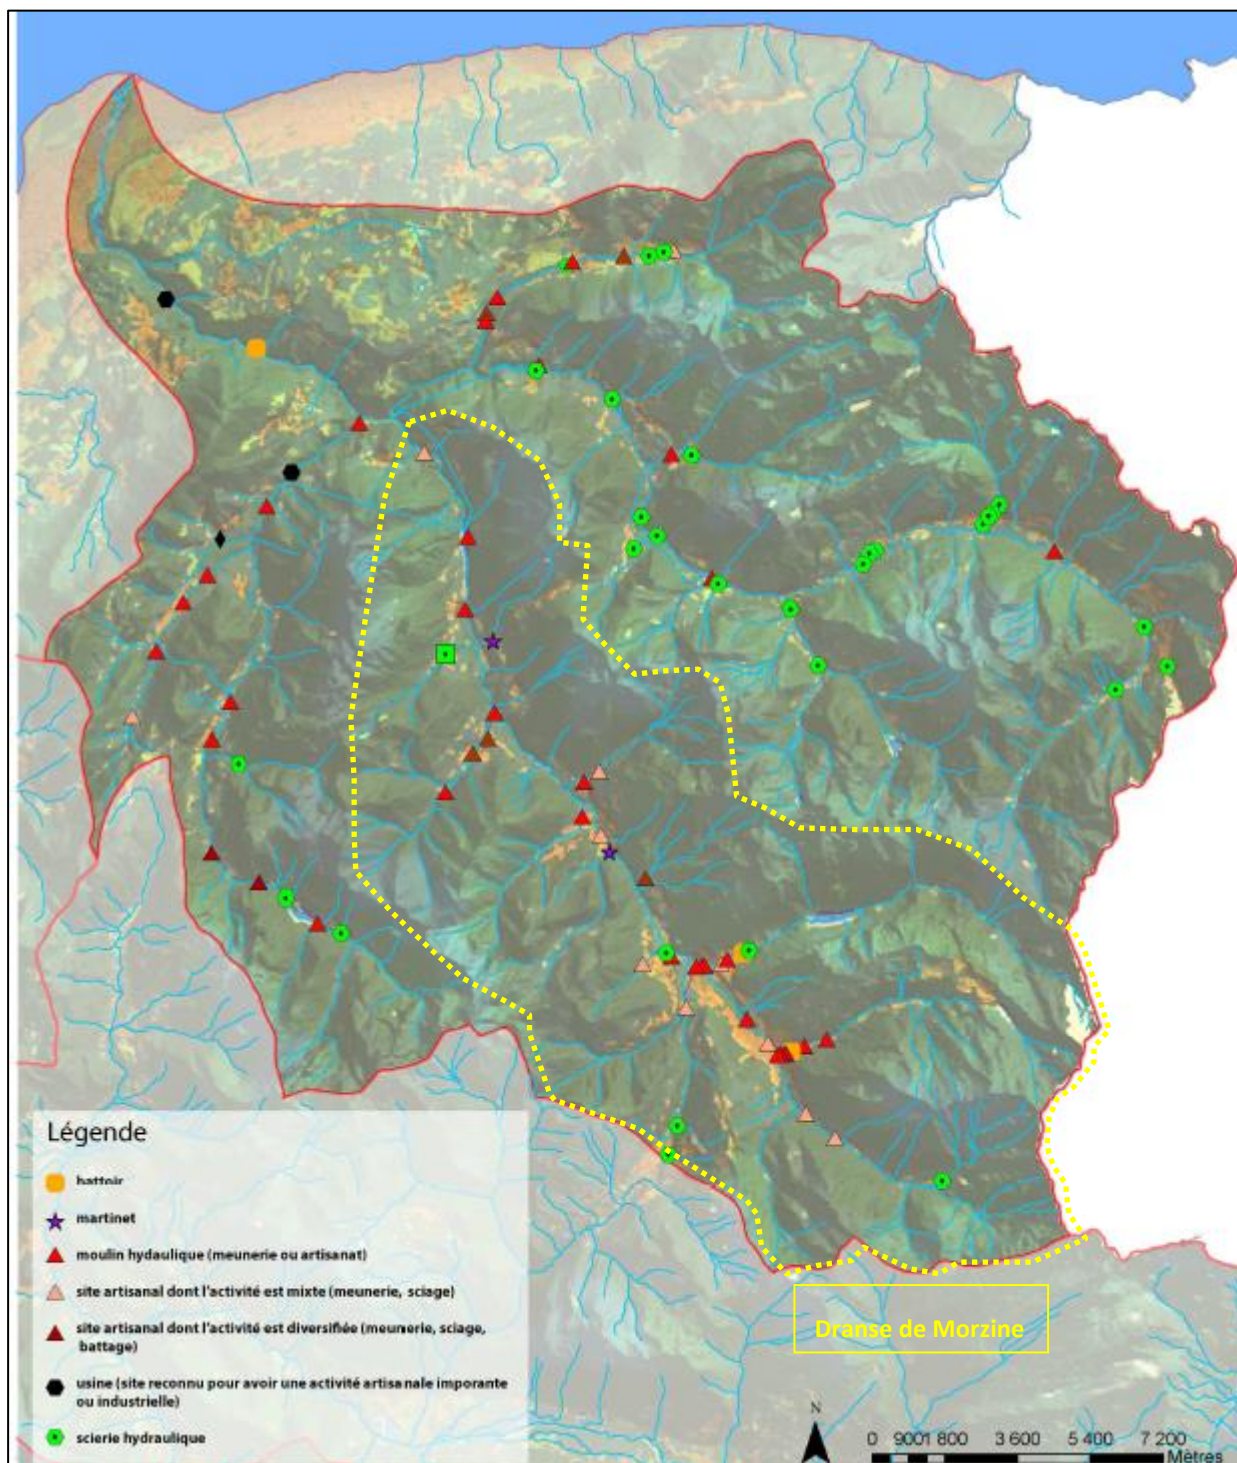 Légende
battoir
martinet
moulin hydaulique (meunerie ou artisanat)
site artisanal dont l'activité est mixte (meunerie, sciage)
site artisanal dont l'activité est diversifiée (meunerie, sciage,
battage)
usine (site reconnu pour avoir une activité artisanale imporante
ou industrielle)
scierie hydraulique
Dranse de Morzine
N
0 9001 800 3 600 5 400 7 200
Mètres